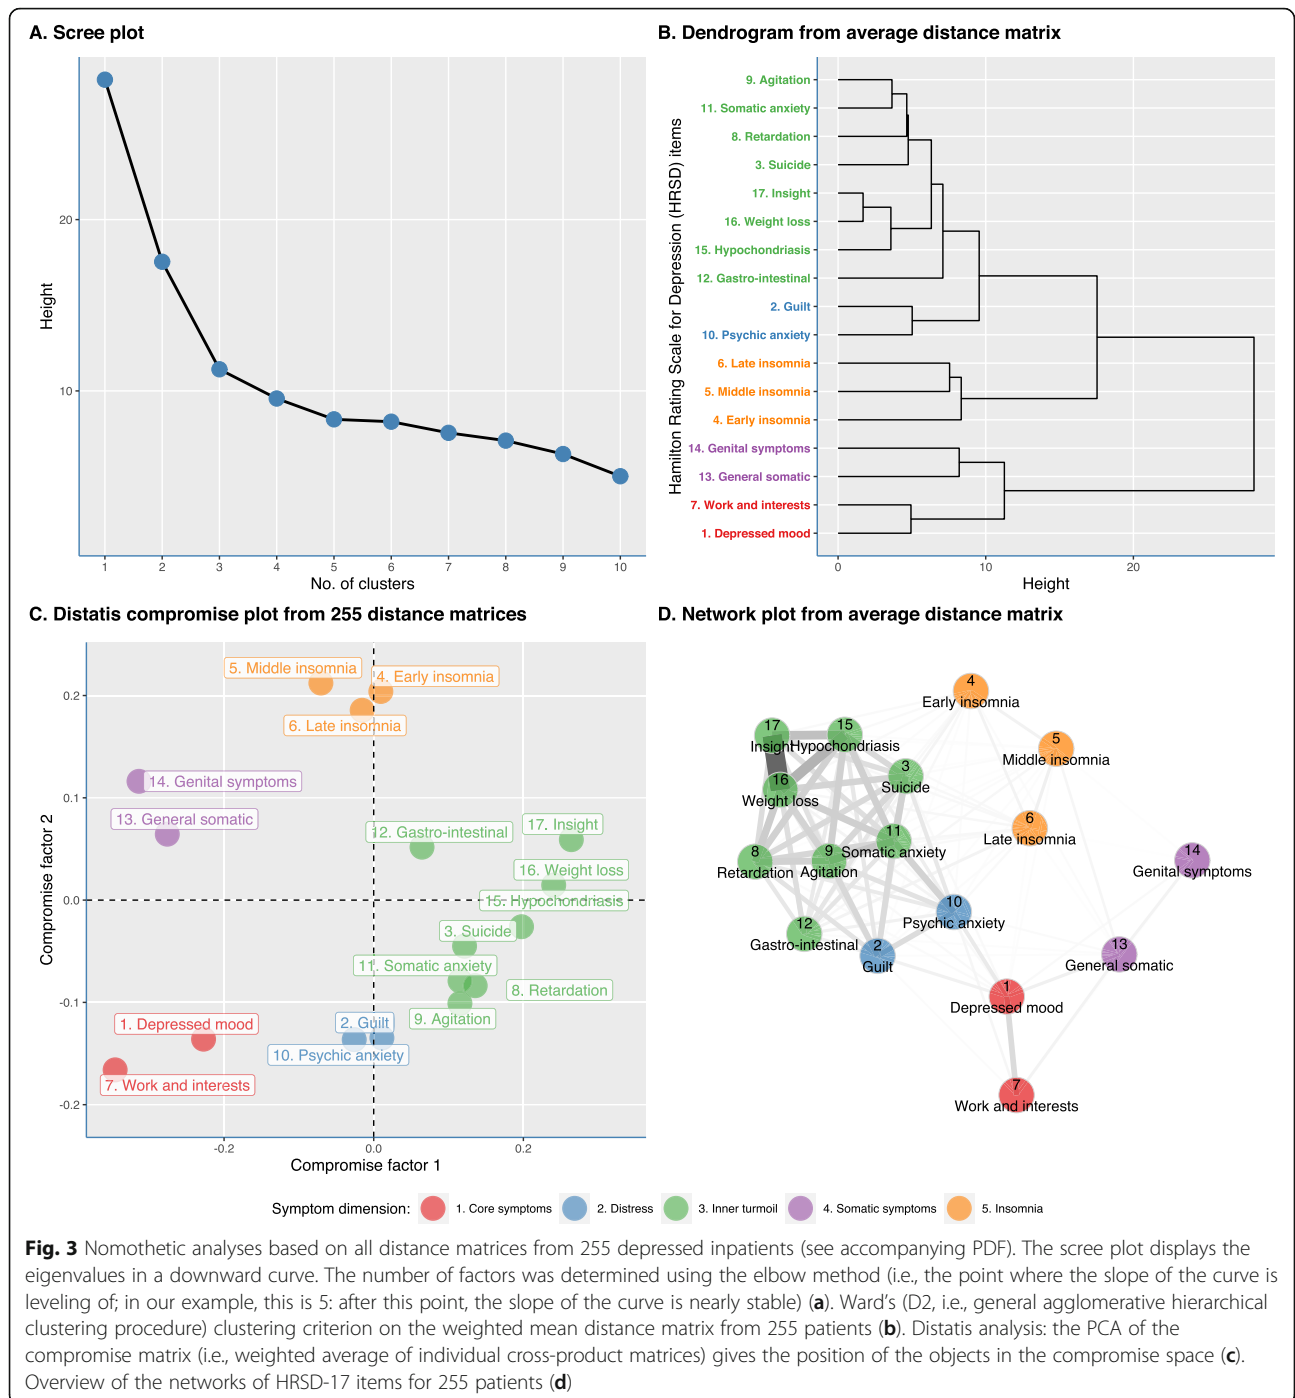 A. Scree plot
Height
20
10
1 2 3 4 5 6 7 8 9 10
No. of clusters
B. Dendrogram from average distance matrix
Hamilton Rating Scale for Depression (HRSD) items
9. Agitation
11. Somatic anxiety
8. Retardation
3. Suicide
17. Insight
16. Weight loss
15. Hypochondriasis
12. Gastro-intestinal
2. Guilt
10. Psychic anxiety
6. Late insomnia
5. Middle insomnia
4. Early insomnia
14. Genital symptoms
13. General somatic
7. Work and interests
1. Depressed mood
0 10 20
Height
C. Distatis compromise plot from 255 distance matrices
Compromise factor 2
0.2
0.1
0.0
-0.1
-0.2
5. Middle insomnia
4. Early insomnia
6. Late insomnia
14. Genital symptoms
13. General somatic
12. Gastro-intestinal
17. Insight
16. Weight loss
15. Hypochondriasis
3. Suicide
11. Somatic anxiety
8. Retardation
9. Agitation
1. Depressed mood
2. Guilt
10. Psychic anxiety
7. Work and interests
-0.2 0.0 0.2
Compromise factor 1
D. Network plot from average distance matrix
4
Early insomnia
17
Insight
15
Hypochondriasis
5
Middle insomnia
3
Suicide
16
Weight loss
6
Late insomnia
11
Somatic anxiety
8
Retardation
9
Agitation
14
Genital symptoms
10
Psychic anxiety
12
Gastro-intestinal
2
Guilt
13
General somatic
1
Depressed mood
7
Work and interests
Symptom dimension: 1. Core symptoms 2. Distress 3. Inner turmoil 4. Somatic symptoms 5. Insomnia
Fig. 3 Nomothetic analyses based on all distance matrices from 255 depressed inpatients (see accompanying PDF). The scree plot displays the
eigenvalues in a downward curve. The number of factors was determined using the elbow method (i.e., the point where the slope of the curve is
leveling of; in our example, this is 5: after this point, the slope of the curve is nearly stable) (a). Ward's (D2, i.e., general agglomerative hierarchical
clustering procedure) clustering criterion on the weighted mean distance matrix from 255 patients (b). Distatis analysis: the PCA of the
compromise matrix (i.e., weighted average of individual cross-product matrices) gives the position of the objects in the compromise space (c).
Overview of the networks of HRSD-17 items for 255 patients (d)